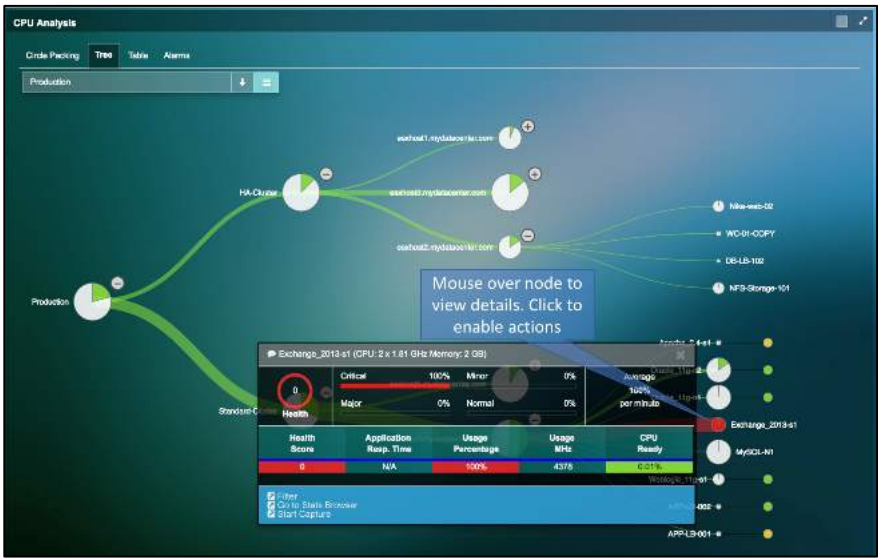 CPU Analysis
Circle Packing Tree Table Alarms
Production
esxhost1.mydatacenter.com
HA-Cluster
esxhost3.mydatacenter.com
Nike-web-02
WC-01-COPY
esxhost2.mydatacenter.com
DB-LB-102
NFS-Storage-101
Production
Mouse over node to
view details. Click to
enable actions
Exchange_2013-s1 (CPU: 2 x 1.81 GHz Memory: 2 GB)
Critical 100% Minor 0%
Major 0% Normal 0%
0
Health
Average
100%
per minute
Exchange_2013-s1
MySQL-N1
Health Score
Application Resp. Time
Usage Percentage
Usage MHz
CPU Ready
0 N/A 100% 4378 0.01%
Filter
Go to Stats Browser
Start Capture
APP-LB-001